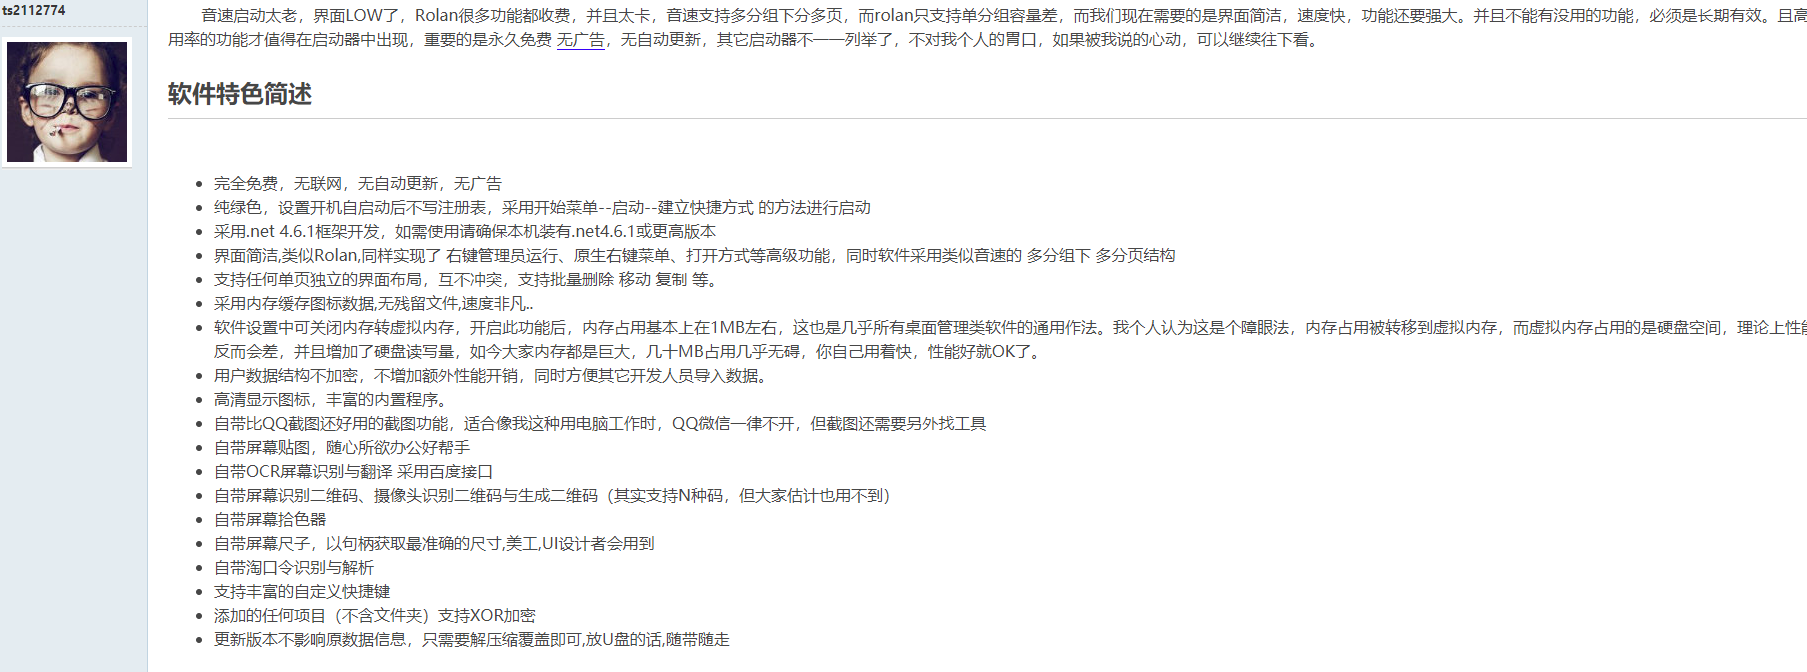 ts2112774
音速启动太老，界面LOW了，Rolan很多功能都收费，并且太卡，音速支持多分组下分多页，而rolan只支持单分组容量差，而我们现在需要的是界面简洁，速度快，功能还要强大。并且不能有没用的功能，必须是长期有效。且高
用率的功能才值得在启动器中出现，重要的是永久免费 无广告，无自动更新，其它启动器不一一列举了，不对我个人的胃口，如果被我说的心动，可以继续往下看。
软件特色简述
完全免费，无联网，无自动更新，无广告
纯绿色，设置开机自启动后不写注册表，采用开始菜单--启动--建立快捷方式 的方法进行启动
采用.net 4.6.1框架开发，如需使用请确保本机装有.net4.6.1或更高版本
界面简洁,类似Rolan,同样实现了 右键管理员运行、原生右键菜单、打开方式等高级功能，同时软件采用类似音速的 多分组下 多分页结构
支持任何单页独立的界面布局，互不冲突，支持批量删除 移动 复制 等。
采用内存缓存图标数据,无残留文件,速度非凡..
软件设置中可关闭内存转虚拟内存，开启此功能后，内存占用基本上在1MB左右，这也是几乎所有桌面管理类软件的通用作法。我个人认为这是个障眼法，内存占用被转移到虚拟内存，而虚拟内存占用的是硬盘空间，理论上性能
反而会差，并且增加了硬盘读写量，如今大家内存都是巨大，几十MB占用几乎无碍，你自己用着快，性能好就OK了。
用户数据结构不加密，不增加额外性能开销，同时方便其它开发人员导入数据。
高清显示图标，丰富的内置程序。
自带比QQ截图还好用的截图功能，适合像我这种用电脑工作时，QQ微信一律不开，但截图还需要另外找工具
自带屏幕贴图，随心所欲办公好帮手
自带OCR屏幕识别与翻译 采用百度接口
自带屏幕识别二维码、摄像头识别二维码与生成二维码（其实支持N种码，但大家估计也用不到）
自带屏幕拾色器
自带屏幕尺子，以句柄获取最准确的尺寸,美工,UI设计者会用到
自带淘口令识别与解析
支持丰富的自定义快捷键
添加的任何项目（不含文件夹）支持XOR加密
更新版本不影响原数据信息，只需要解压缩覆盖即可,放U盘的话,随带随走